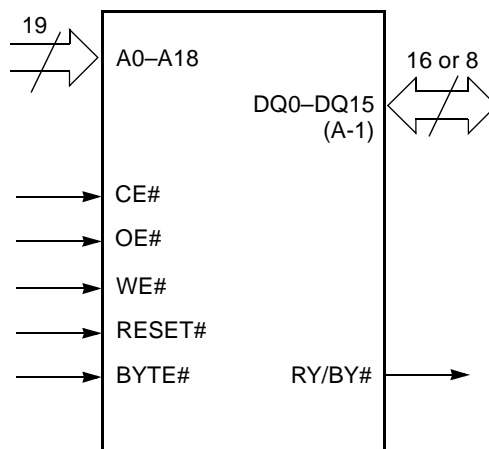 19
A0–A18
16 or 8
DQ0–DQ15
(A-1)
CE#
OE#
WE#
RESET#
BYTE#
RY/BY#